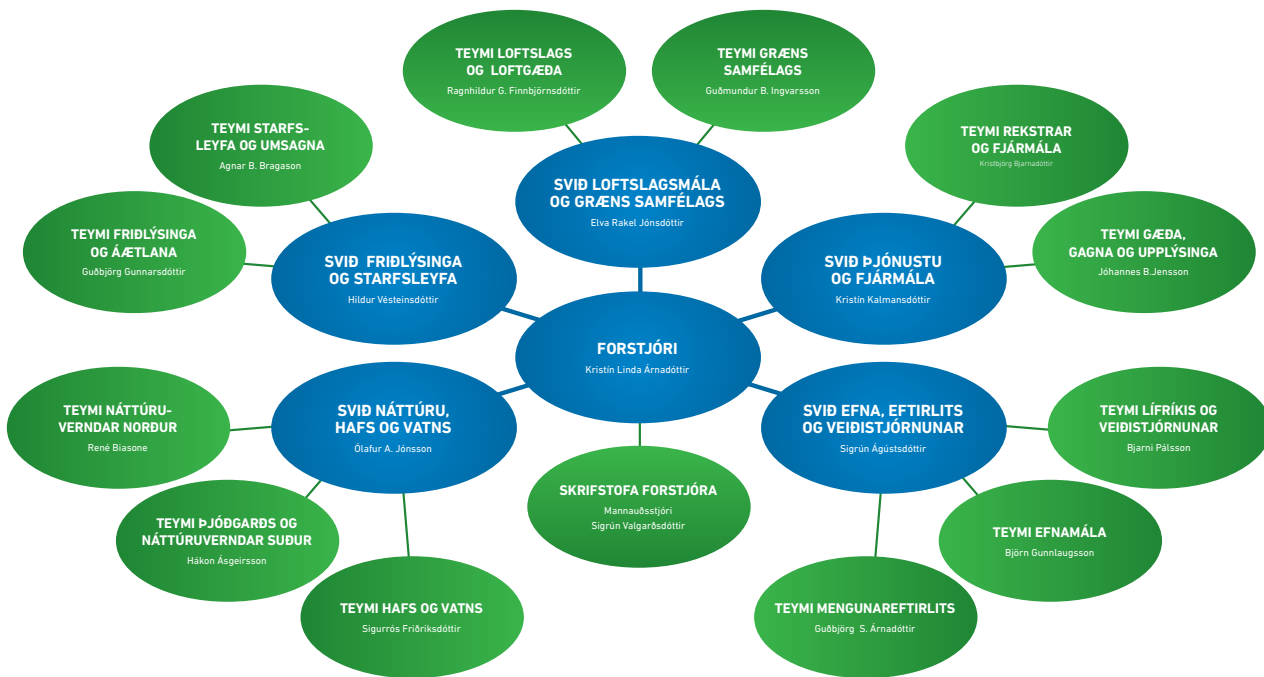 TEYMI LOFTSLAGS
OG LOFTGÆÐA
Ragnhildur G. Finnbjörnsdóttir
TEYMI GRÆNS
SAMFÉLAGS
Guðmundur B. Ingvarsson
TEYMI STARFS-
LEYFA OG UMSAGNA
Agnar B. Bragason
TEYMI REKSTRAR
OG FJÁRMÁLA
Kristbjörg Bjarnadóttir
SVIÐ LOFTSLAGSMÁLA
OG GRÆNS SAMFÉLAGS
Elva Rakel Jónsdóttir
TEYMI FRIÐLÝSINGA
OG ÁÆTLANA
Guðbjörg Gunnarsdóttir
SVIÐ FRIÐLÝSINGA
OG STARFSLEYFA
Hildur Vésteinsdóttir
SVIÐ ÞJÓNUSTU
OG FJÁRMÁLA
Kristín Kalmansdóttir
TEYMI GÆÐA,
GAGNA OG UPPLÝSINGA
Jóhannes B.Jensson
FORSTJÓRI
Kristín Linda Árnadóttir
TEYMI NÁTTÚRU-
VERNDAR NORÐUR
René Biasone
SVIÐ NÁTTÚRU,
HAFS OG VATNS
Ólafur A. Jónsson
SVIÐ EFNA, EFTIRLITS
OG VEIÐISTJÓRNUNAR
Sigrún Ágústsdóttir
TEYMI LÍFRÍKIS OG
VEIÐISTJÓRNUNAR
Bjarni Pálsson
SKRIFSTOFA FORSTJÓRA
Mannauðsstjóri
Sigrún Valgarðsdóttir
TEYMI ÞJÓÐGARÐS OG
NÁTTÚRUVERNDAR SUÐUR
Hákon Ásgeirsson
TEYMI EFNAMÁLA
Björn Gunnlaugsson
TEYMI HAFS OG VATNS
Sigurrós Friðriksdóttir
TEYMI MENGUNAREFTIRLITS
Guðbjörg S. Árnadóttir